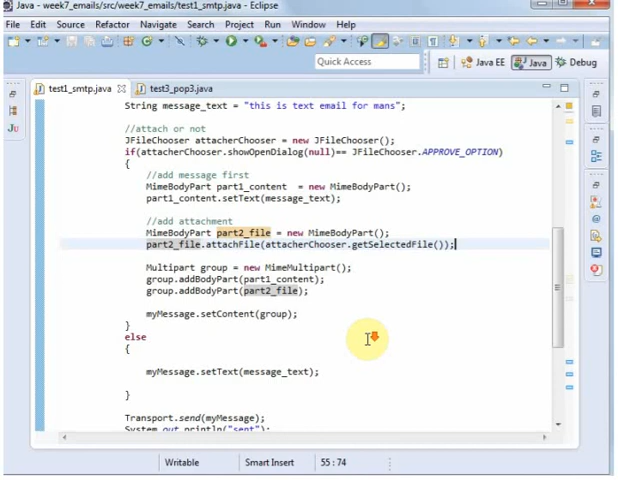 Java - week7_emails/src/week7_emails/test1_smtp.java - Eclipse
File Edit Source Refactor Navigate Search Project Run Window Help
Quick Access
Java EE Java Debug
test1_smtp.java test3_pop3.java
String message_text = "this is text email for mans";
//attach or not
JFileChooser attacherChooser = new JFileChooser();
if(attacherChooser.showOpenDialog(null)== JFileChooser.APPROVE_OPTION)
{
//add message first
MimeBodyPart part1_content = new MimeBodyPart();
part1_content.setText(message_text);
//add attachment
MimeBodyPart part2_file = new MimeBodyPart();
part2_file.attachFile(attacherChooser.getSelectedFile());
Multipart group = new MimeMultipart();
group.addBodyPart(part1_content);
group.addBodyPart(part2_file);
myMessage.setContent(group);
}
else
{
myMessage.setText(message_text);
}
Transport.send(myMessage);
System.out.println("sent");
Writable Smart Insert 55 : 74